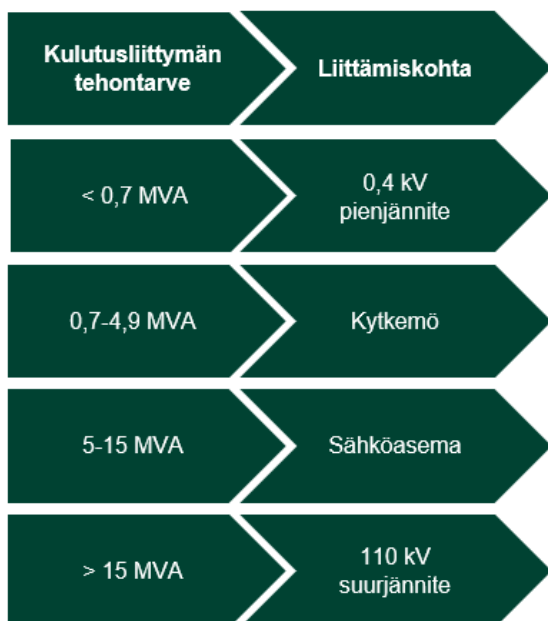 Kulutusliittymän
tehontarve
Liittämiskohta
< 0,7 MVA
0,4 kV
pienjännite
0,7-4,9 MVA
Kytkemö
5-15 MVA
Sähköasema
> 15 MVA
110 kV
suurjännite